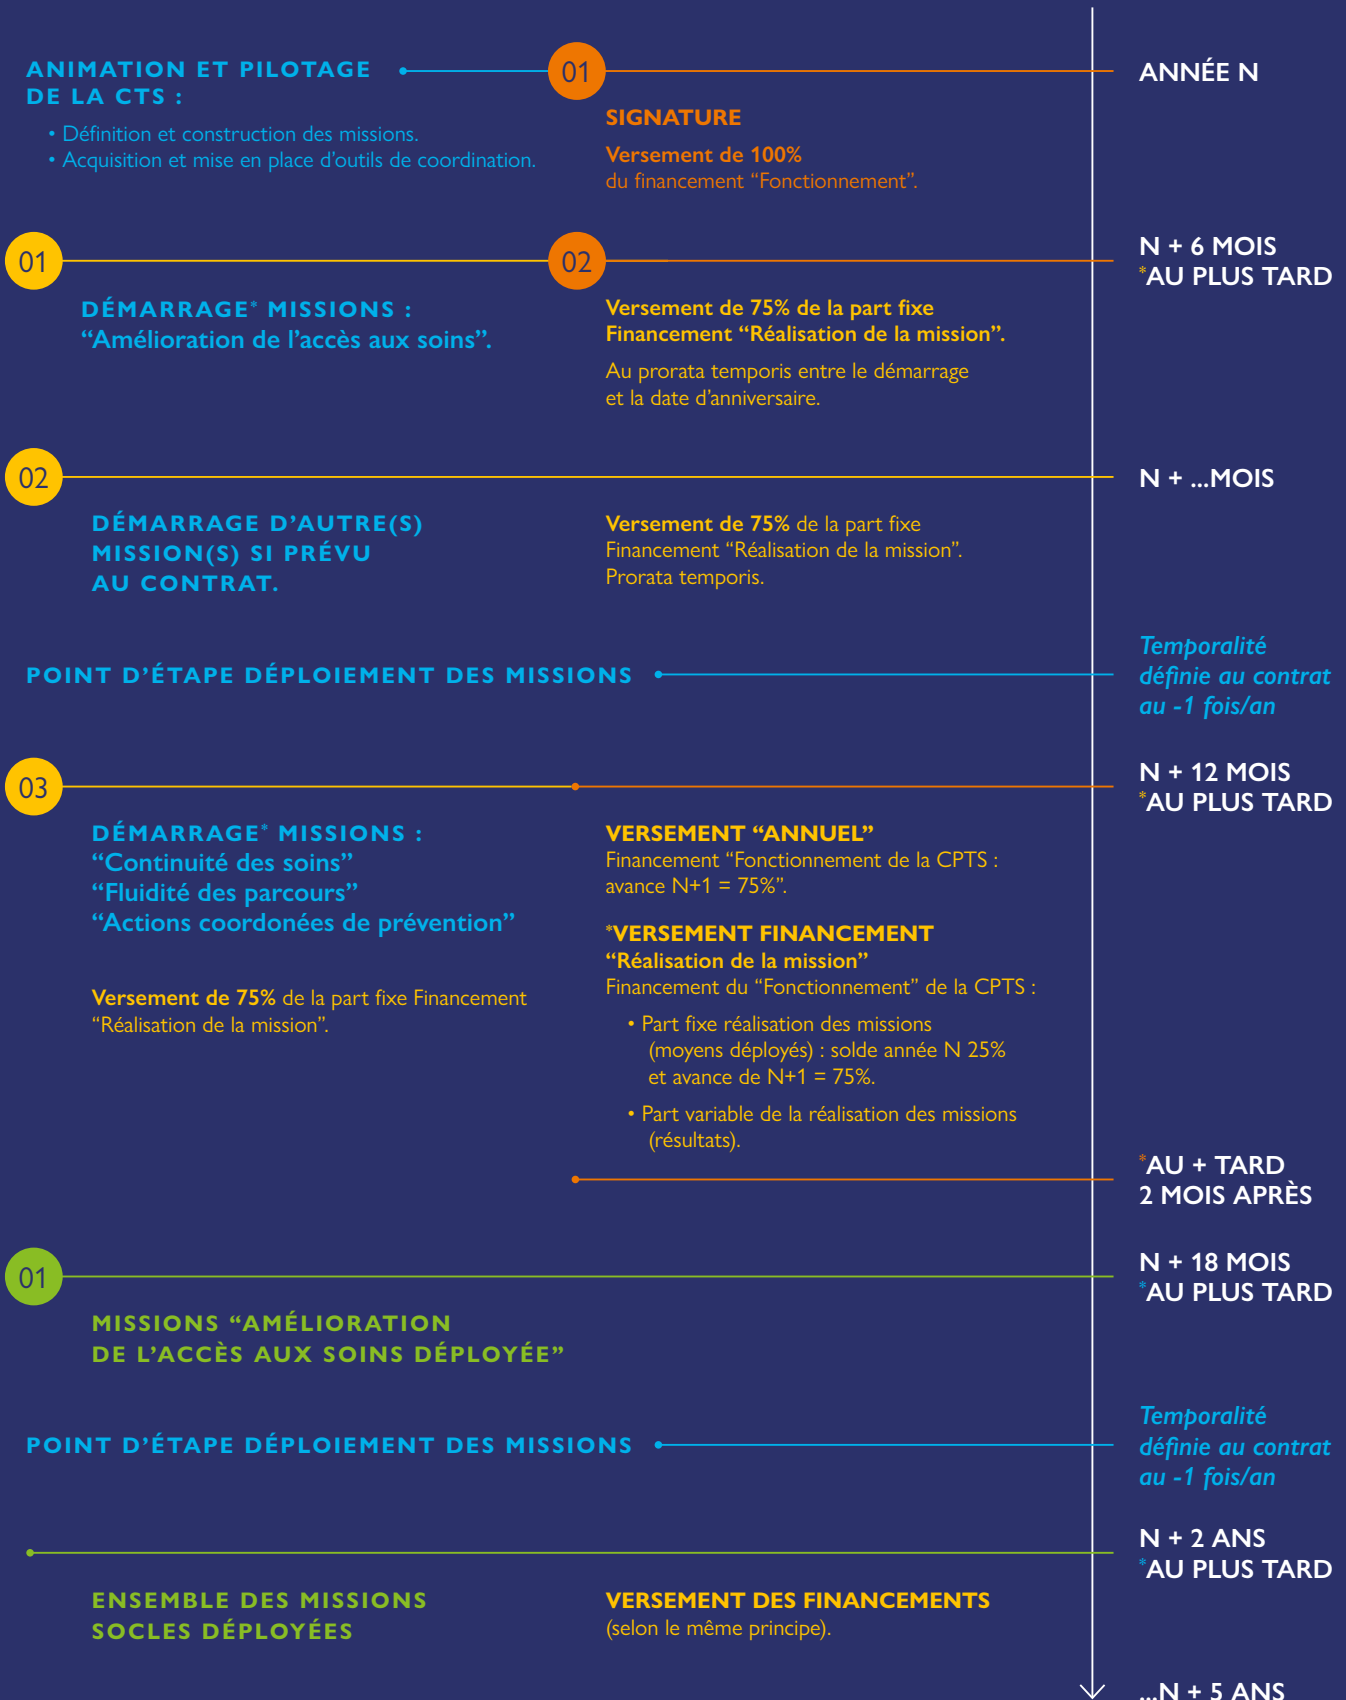 ANIMATION ET PILOTAGE
DE LA CTS :
• Définition et construction des missions.
• Acquisition et mise en place d’outils de coordination.
01
SIGNATURE
Versement de 100%
du financement “Fonctionnement”.
ANNÉE N
01
DÉMARRAGE* MISSIONS :
“Amélioration de l’accès aux soins”.
02
Versement de 75% de la part fixe
Financement “Réalisation de la mission”.
Au prorata temporis entre le démarrage
et la date d’anniversaire.
N + 6 MOIS
*AU PLUS TARD
02
DÉMARRAGE D’AUTRE(S)
MISSION(S) SI PRÉVU
AU CONTRAT.
Versement de 75% de la part fixe
Financement “Réalisation de la mission”.
Prorata temporis.
N + ...MOIS
POINT D’ÉTAPE DÉPLOIEMENT DES MISSIONS
Temporalité
définie au contrat
au -1 fois/an
03
DÉMARRAGE* MISSIONS :
“Continuité des soins”
“Fluidité des parcours”
“Actions coordonées de prévention”
Versement de 75% de la part fixe Financement
“Réalisation de la mission”.
VERSEMENT “ANNUEL”
Financement “Fonctionnement de la CPTS :
avance N+1 = 75%”.
*VERSEMENT FINANCEMENT
“Réalisation de la mission”
Financement du “Fonctionnement” de la CPTS :
• Part fixe réalisation des missions
(moyens déployés) : solde année N 25%
et avance de N+1 = 75%.
• Part variable de la réalisation des missions
(résultats).
N + 12 MOIS
*AU PLUS TARD
*AU + TARD
2 MOIS APRÈS
01
MISSIONS “AMÉLIORATION
DE L’ACCÈS AUX SOINS DÉPLOYÉE”
N + 18 MOIS
*AU PLUS TARD
POINT D’ÉTAPE DÉPLOIEMENT DES MISSIONS
Temporalité
définie au contrat
au -1 fois/an
ENSEMBLE DES MISSIONS
SOCLES DÉPLOYÉES
VERSEMENT DES FINANCEMENTS
(selon le même principe).
N + 2 ANS
*AU PLUS TARD
...N + 5 ANS